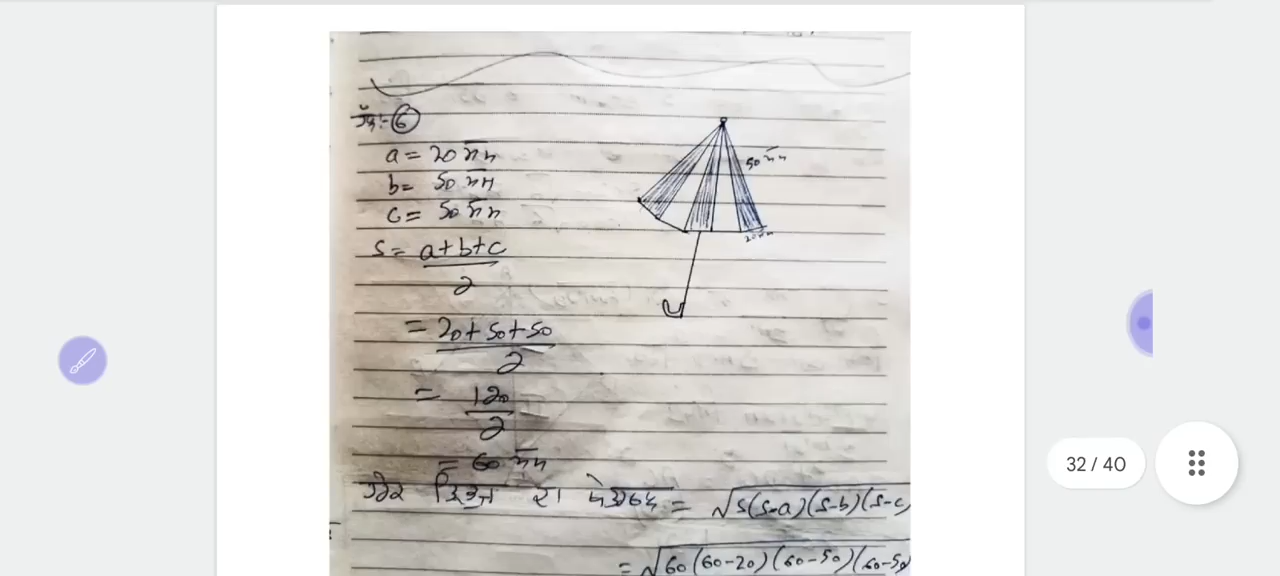 6
a = 20
b = 50
c = 50
50
20
s = a+b+c
2
= 20+50+50
2
= 120
2
= 60
ਦਾ = √s(s-a)(s-b)(s-c)
= √60(60-20)(60-50)(60-50
32 / 40